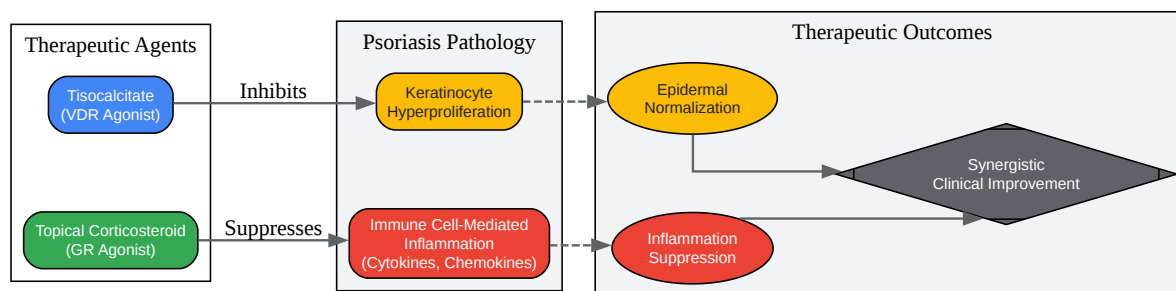 Therapeutic Agents
Tisocalcitate
(VDR Agonist)
Topical Corticosteroid
(GR Agonist)
Inhibits
Suppresses
Psoriasis Pathology
Keratinocyte
Hyperproliferation
Immune Cell-Mediated
Inflammation
(Cytokines, Chemokines)
Therapeutic Outcomes
Epidermal
Normalization
Inflammation
Suppression
Synergistic
Clinical Improvement